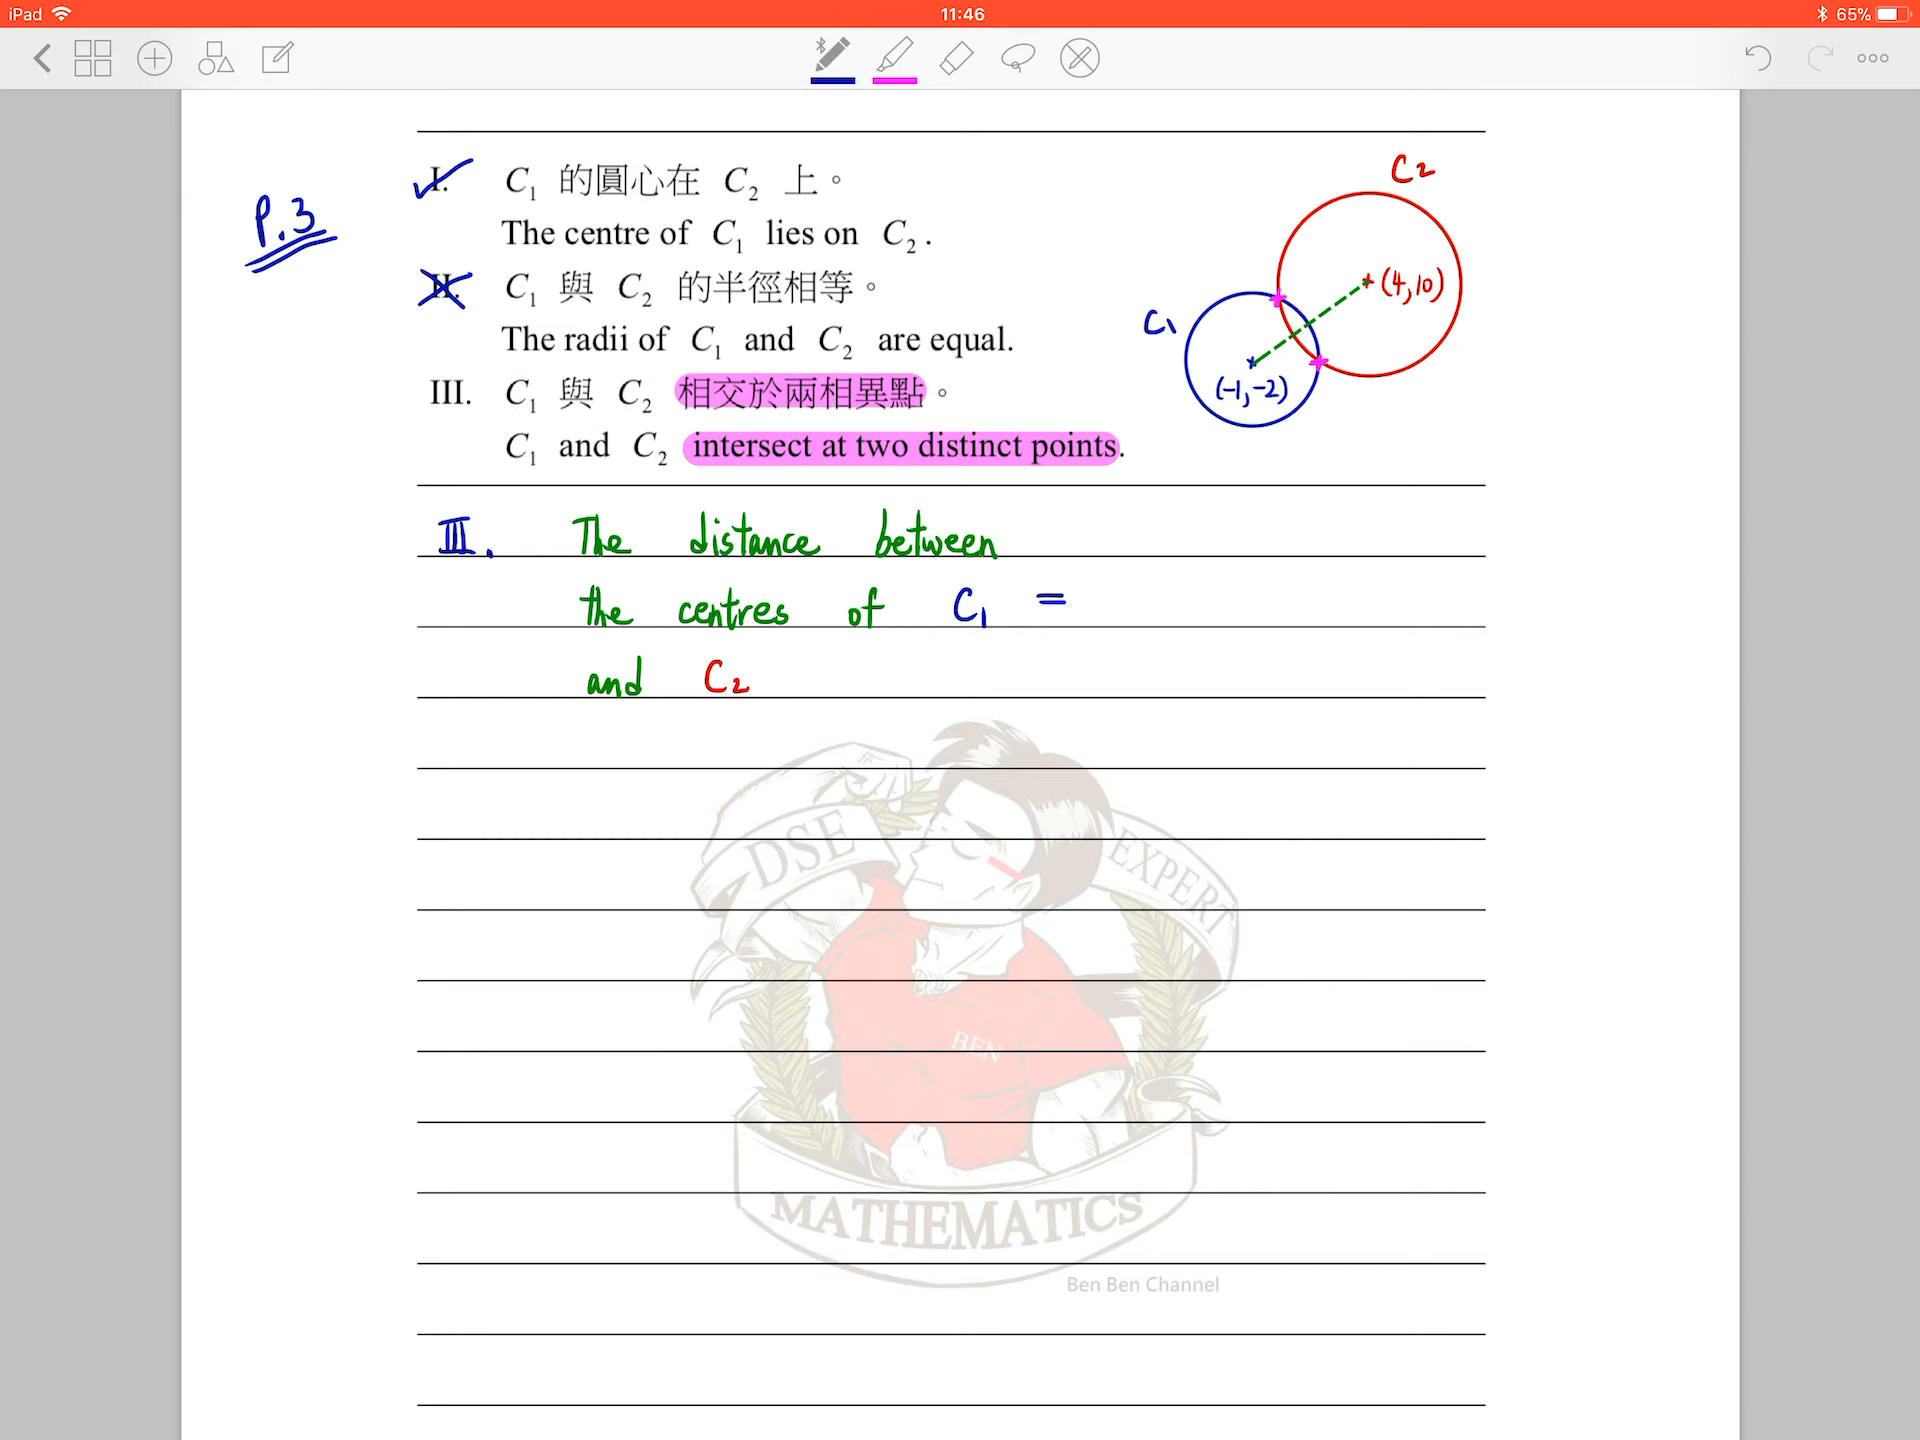 iPad 11:46 65%
P.3
I. C₁ 的圓心在 C₂ 上。
The centre of C₁ lies on C₂.
II. C₁ 與 C₂ 的半徑相等。
The radii of C₁ and C₂ are equal.
III. C₁ 與 C₂ 相交於兩相異點。
C₁ and C₂ intersect at two distinct points.
C₂
(4,10)
C₁
(-1,-2)
III. The distance between
the centres of C₁ =
and C₂
DSE EXPERT
BEN
MATHEMATICS
Ben Ben Channel